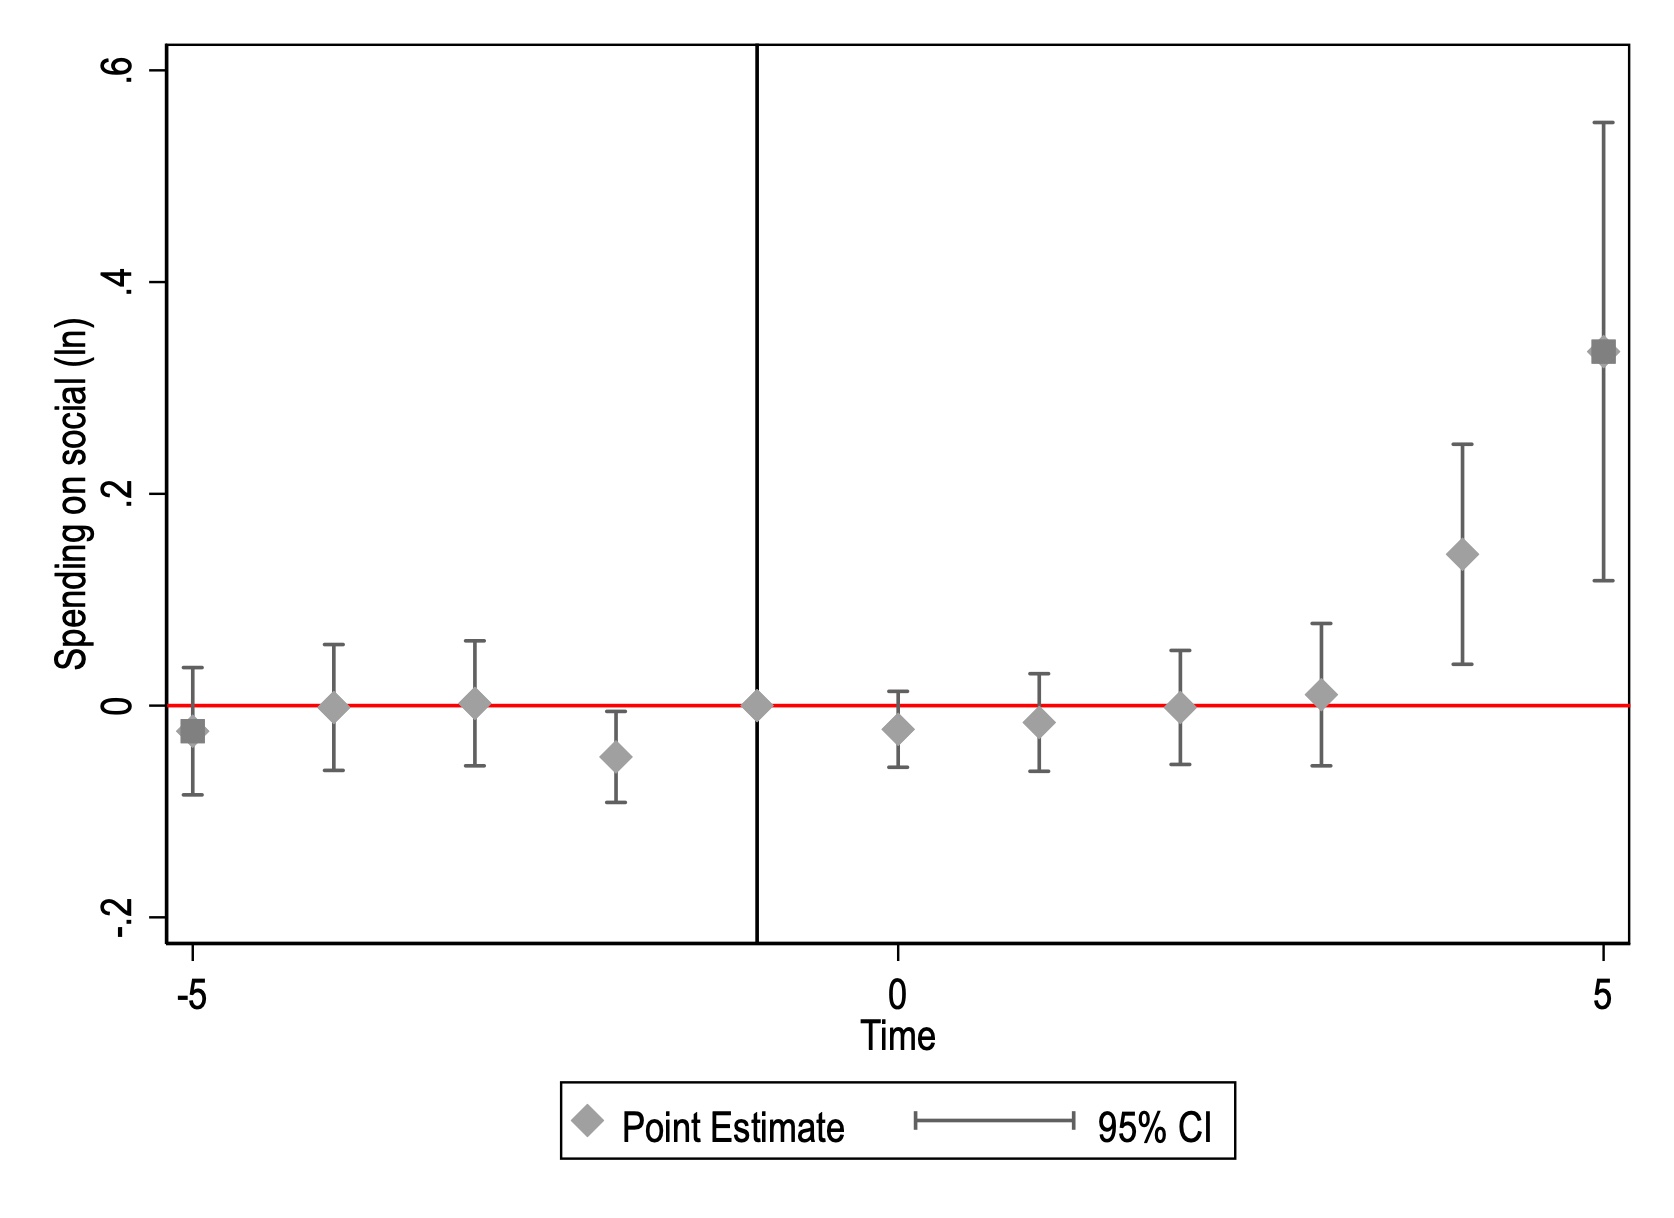 .6
.4
.2
0
-.2
Spending on social (ln)
-5
0
5
Time
Point Estimate
95% CI